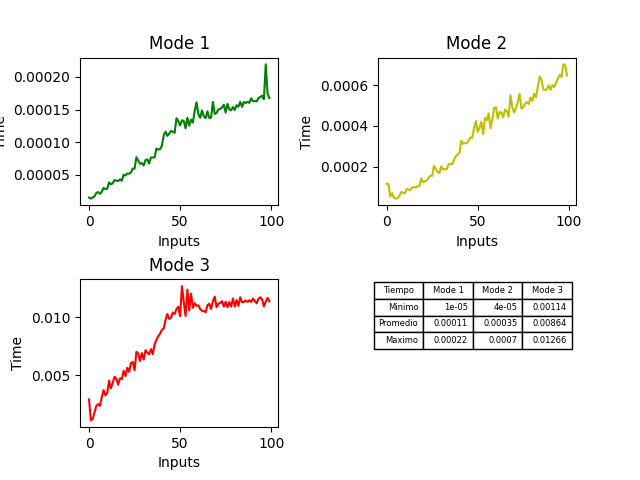 Mode 1
0.00020
0.00015
0.00010
0.00005
Time
0 50 100
Inputs
Mode 2
0.0006
0.0004
0.0002
Time
0 50 100
Inputs
Mode 3
0.010
0.005
Time
0 50 100
Inputs
Tiempo Mode 1 Mode 2 Mode 3
Minimo 1e-05 4e-05 0.00114
Promedio 0.00011 0.00035 0.00864
Maximo 0.00022 0.0007 0.01266